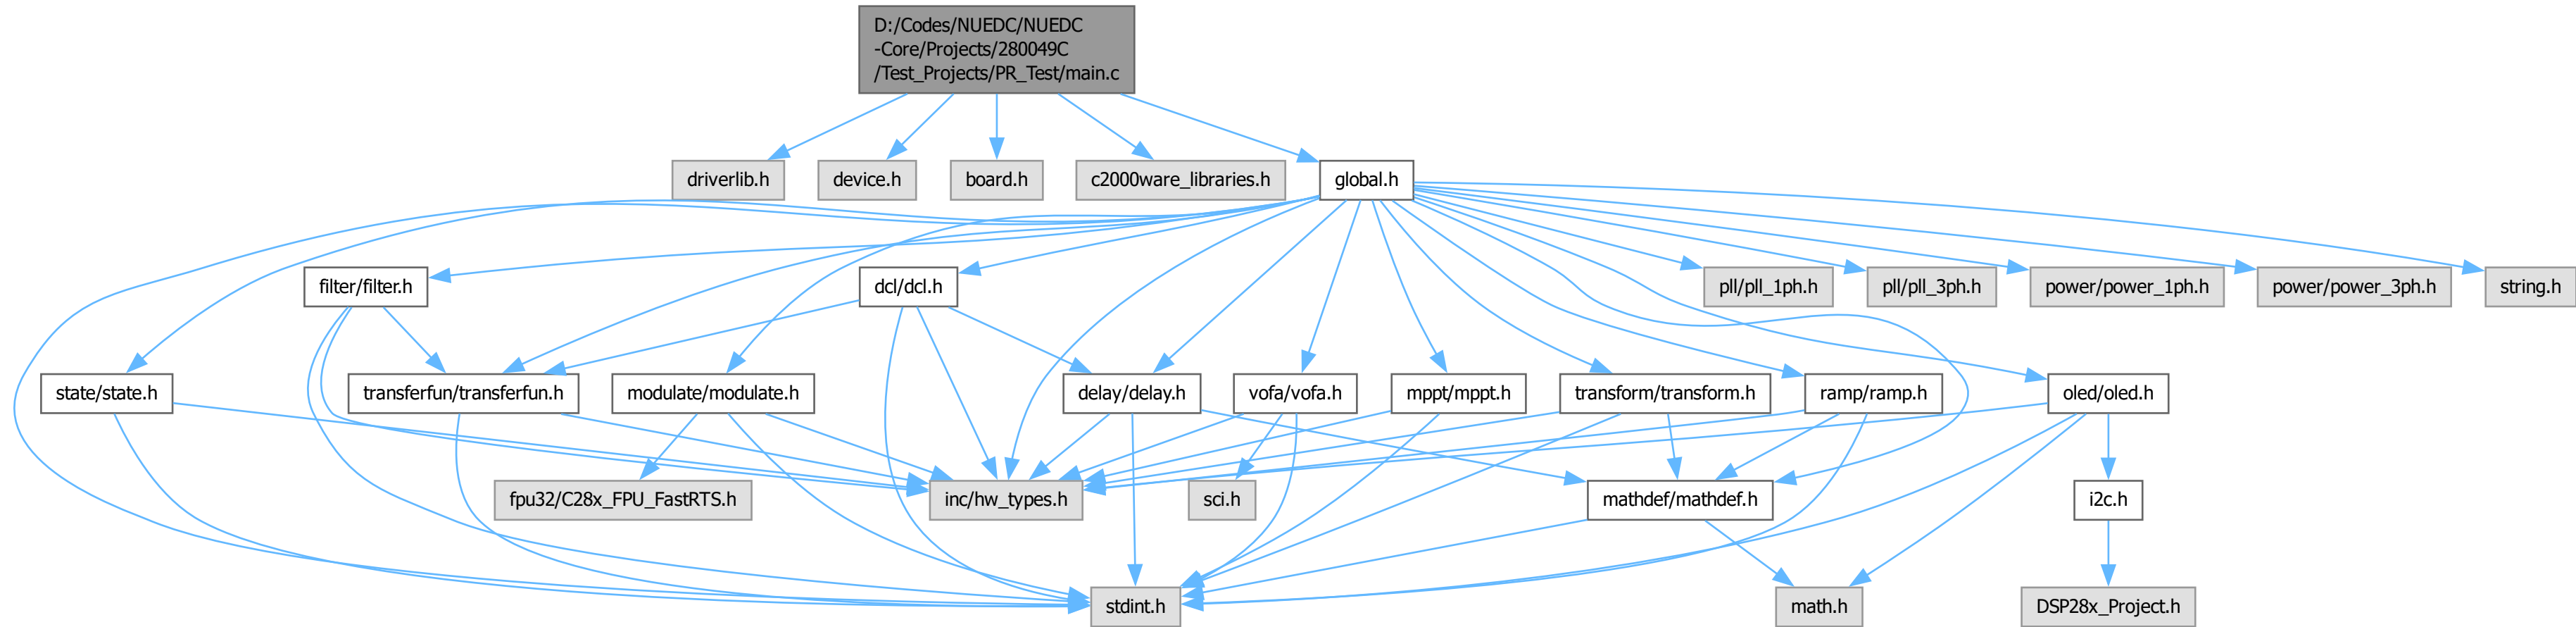 D:/Codes/NUEDC/NUEDC
-Core/Projects/280049C
/Test_Projects/PR_Test/main.c
driverlib.h
device.h
board.h
c2000ware_libraries.h
global.h
filter/filter.h
dcl/dcl.h
pll/pll_1ph.h
pll/pll_3ph.h
power/power_1ph.h
power/power_3ph.h
string.h
state/state.h
transferfun/transferfun.h
modulate/modulate.h
delay/delay.h
vofa/vofa.h
mppt/mppt.h
transform/transform.h
ramp/ramp.h
oled/oled.h
fpu32/C28x_FPU_FastRTS.h
inc/hw_types.h
sci.h
mathdef/mathdef.h
i2c.h
stdint.h
math.h
DSP28x_Project.h